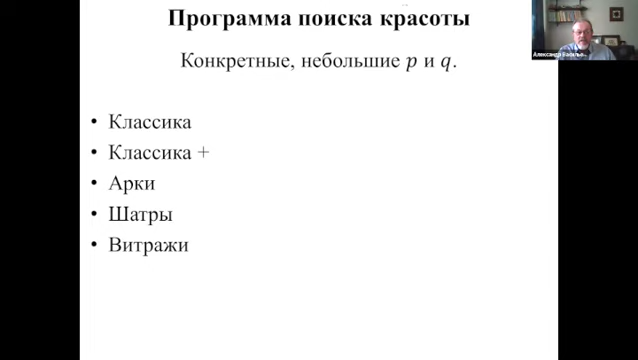 Программа поиска красоты
Конкретные, небольшие p и q.
• Классика
• Классика +
• Арки
• Шатры
• Витражи